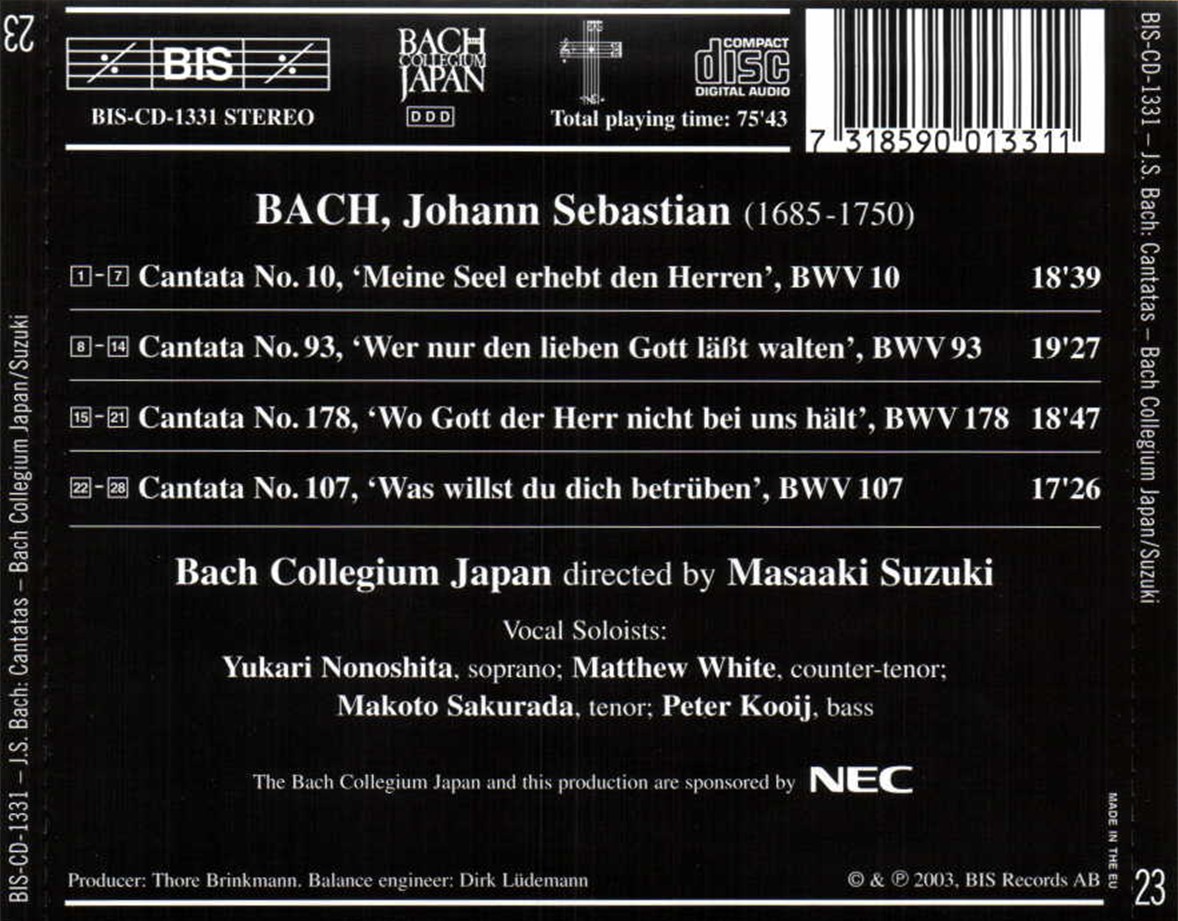 23
BIS
BIS-CD-1331 STEREO
BACH
COLLEGIUM
JAPAN
DDD
COMPACT
disc
DIGITAL AUDIO
Total playing time: 75'43
7 318590 013311
BACH, Johann Sebastian (1685-1750)
1-7 Cantata No. 10, ‘Meine Seel erhebt den Herren’, BWV 10 18'39
8-14 Cantata No. 93, ‘Wer nur den lieben Gott läßt walten’, BWV 93 19'27
15-21 Cantata No. 178, ‘Wo Gott der Herr nicht bei uns hält’, BWV 178 18'47
22-28 Cantata No. 107, ‘Was willst du dich betrüben’, BWV 107 17'26
Bach Collegium Japan directed by Masaaki Suzuki
Vocal Soloists:
Yukari Nonoshita, soprano; Matthew White, counter-tenor;
Makoto Sakurada, tenor; Peter Kooij, bass
The Bach Collegium Japan and this production are sponsored by NEC
Producer: Thore Brinkmann. Balance engineer: Dirk Lüdemann
© & ℗ 2003, BIS Records AB
MADE IN THE EU
BIS-CD-1331 – J.S. Bach: Cantatas – Bach Collegium Japan/Suzuki
BIS-CD-1331 – J.S. Bach: Cantatas – Bach Collegium Japan/Suzuki
23